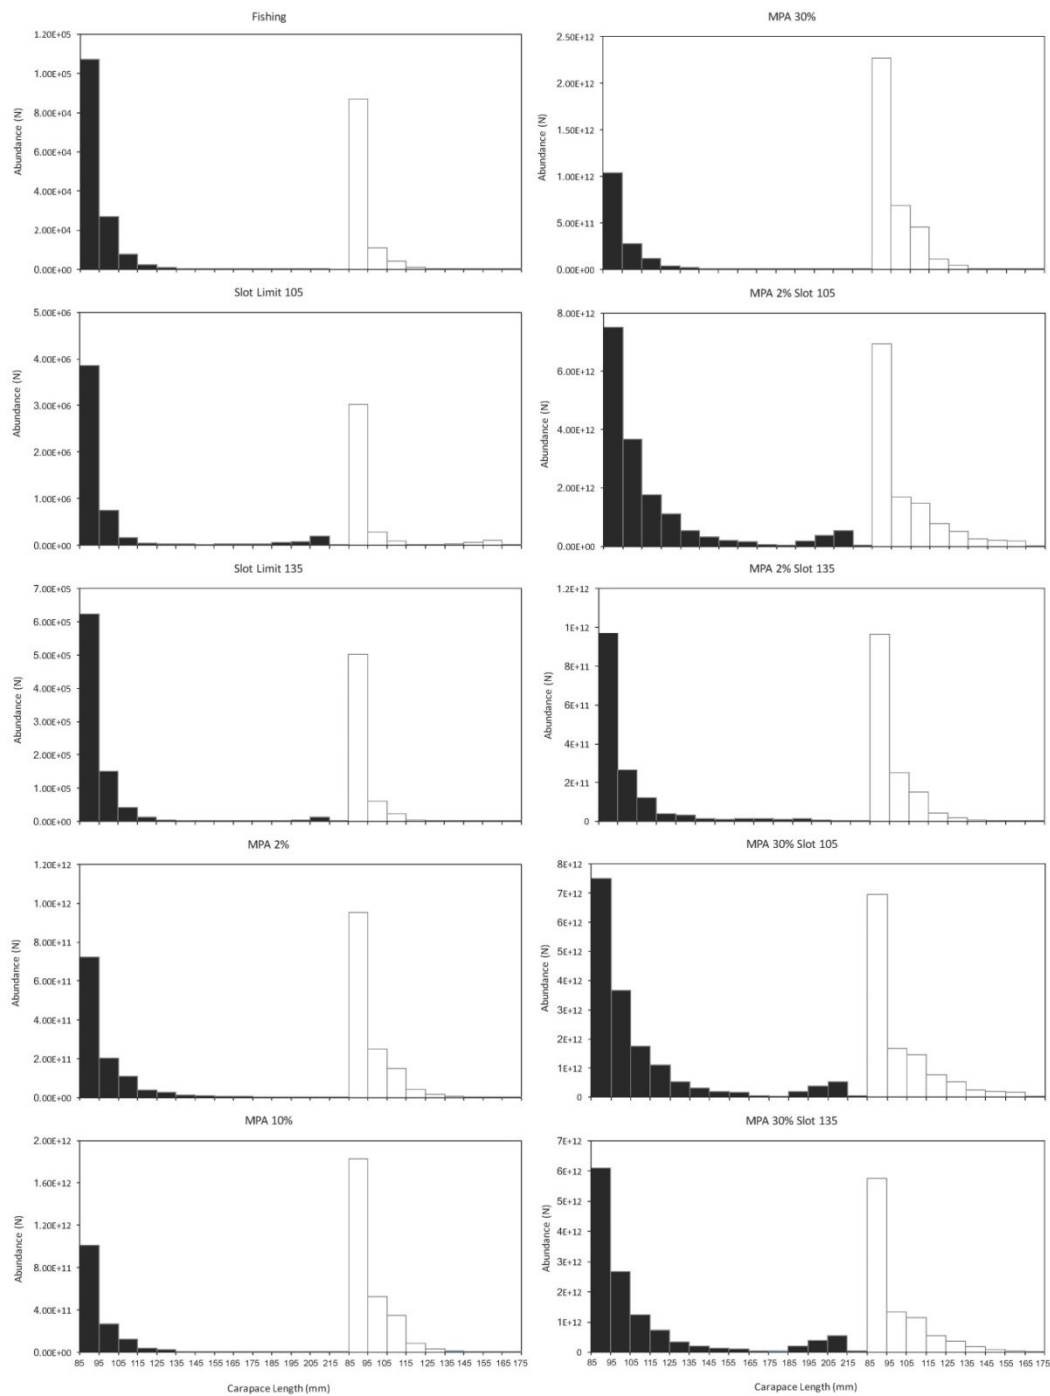 Fishing
1.20E+05
1.00E+05
8.00E+04
6.00E+04
4.00E+04
2.00E+04
0.00E+00
Abundance (N)
MPA 30%
2.50E+12
2.00E+12
1.50E+12
1.00E+12
5.00E+11
0.00E+00
Abundance (N)
Slot Limit 105
5.00E+06
4.00E+06
3.00E+06
2.00E+06
1.00E+06
0.00E+00
Abundance (N)
MPA 2% Slot 105
8.00E+12
6.00E+12
4.00E+12
2.00E+12
0.00E+00
Abundance (N)
Slot Limit 135
7.00E+05
6.00E+05
5.00E+05
4.00E+05
3.00E+05
2.00E+05
1.00E+05
0.00E+00
Abundance (N)
MPA 2% Slot 135
1.2E+12
1E+12
8E+11
6E+11
4E+11
2E+11
0
Abundance (N)
MPA 2%
1.20E+12
1.00E+12
8.00E+11
6.00E+11
4.00E+11
2.00E+11
0.00E+00
Abundance (N)
MPA 30% Slot 105
8E+12
7E+12
6E+12
5E+12
4E+12
3E+12
2E+12
1E+12
0
Abundance (N)
MPA 10%
2.00E+12
1.60E+12
1.20E+12
8.00E+11
4.00E+11
0.00E+00
Abundance (N)
85 95 105 115 125 135 145 155 165 175 185 195 205 215 85 95 105 115 125 135 145 155 165 175
Carapace Length (mm)
MPA 30% Slot 135
7E+12
6E+12
5E+12
4E+12
3E+12
2E+12
1E+12
0
Abundance (N)
85 95 105 115 125 135 145 155 165 175 185 195 205 215 85 95 105 115 125 135 145 155 165 175
Carapace Length (mm)